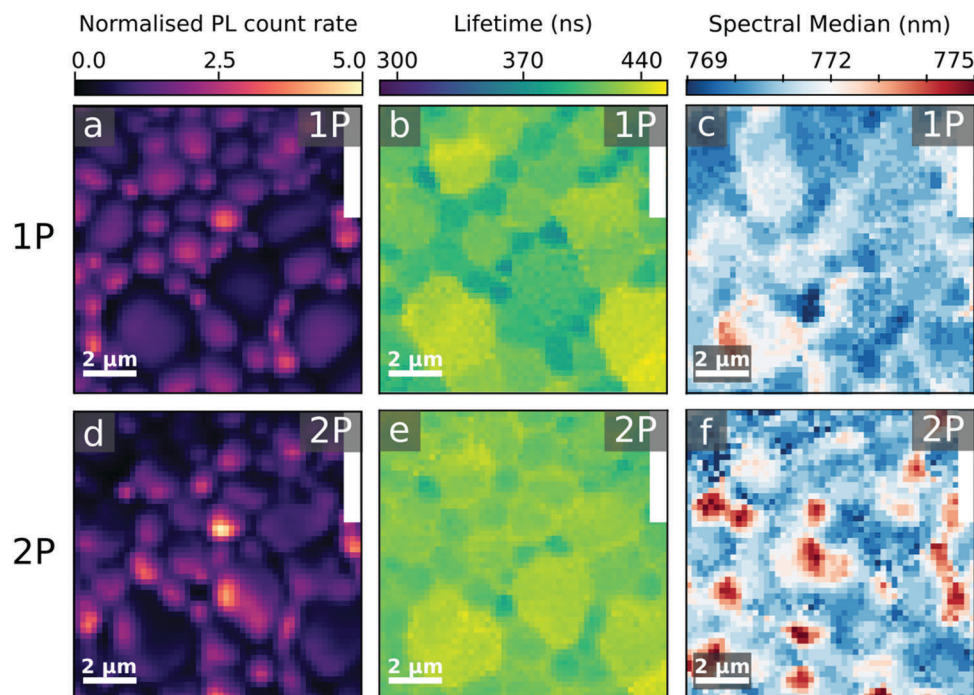 Normalised PL count rate Lifetime (ns) Spectral Median (nm)
0.0 2.5 5.0 300 370 440 769 772 775
a 1P b 1P c 1P
1P
2 μm 2 μm 2 μm
d 2P e 2P f 2P
2P
2 μm 2 μm 2 μm